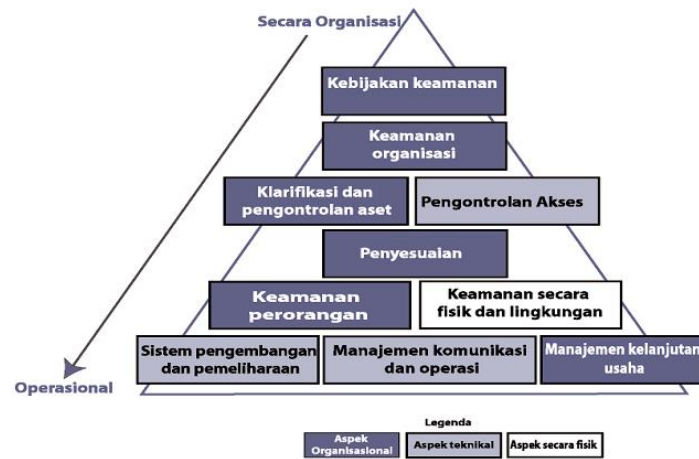 Secara Organisasi
Kebijakan keamanan
Keamanan
organisasi
Klarifikasi dan
pengontrolan aset
Pengontrolan Akses
Penyesuaian
Keamanan
perorangan
Keamanan secara
fisik dan lingkungan
Sistem pengembangan
dan pemeliharaan
Manajemen komunikasi
dan operasi
Manajemen kelanjutan
usaha
Operasional
Legenda
Aspek
Organisasional
Aspek teknikal
Aspek secara fisik